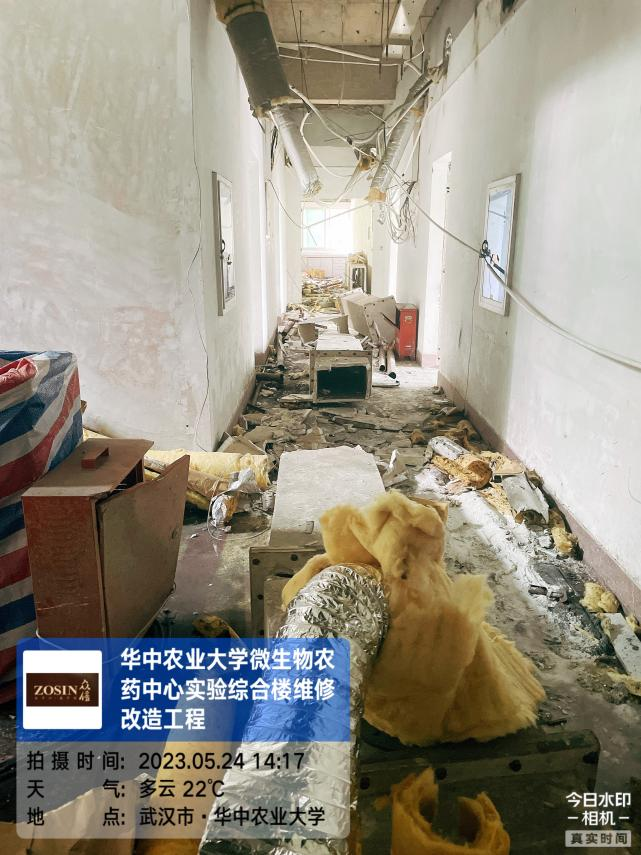 ZOSIN 众信
华中农业大学微生物农
药中心实验综合楼维修
改造工程
拍摄时间: 2023.05.24 14:17
天 气: 多云 22℃
地 点: 武汉市·华中农业大学
今日水印
相机
真实时间